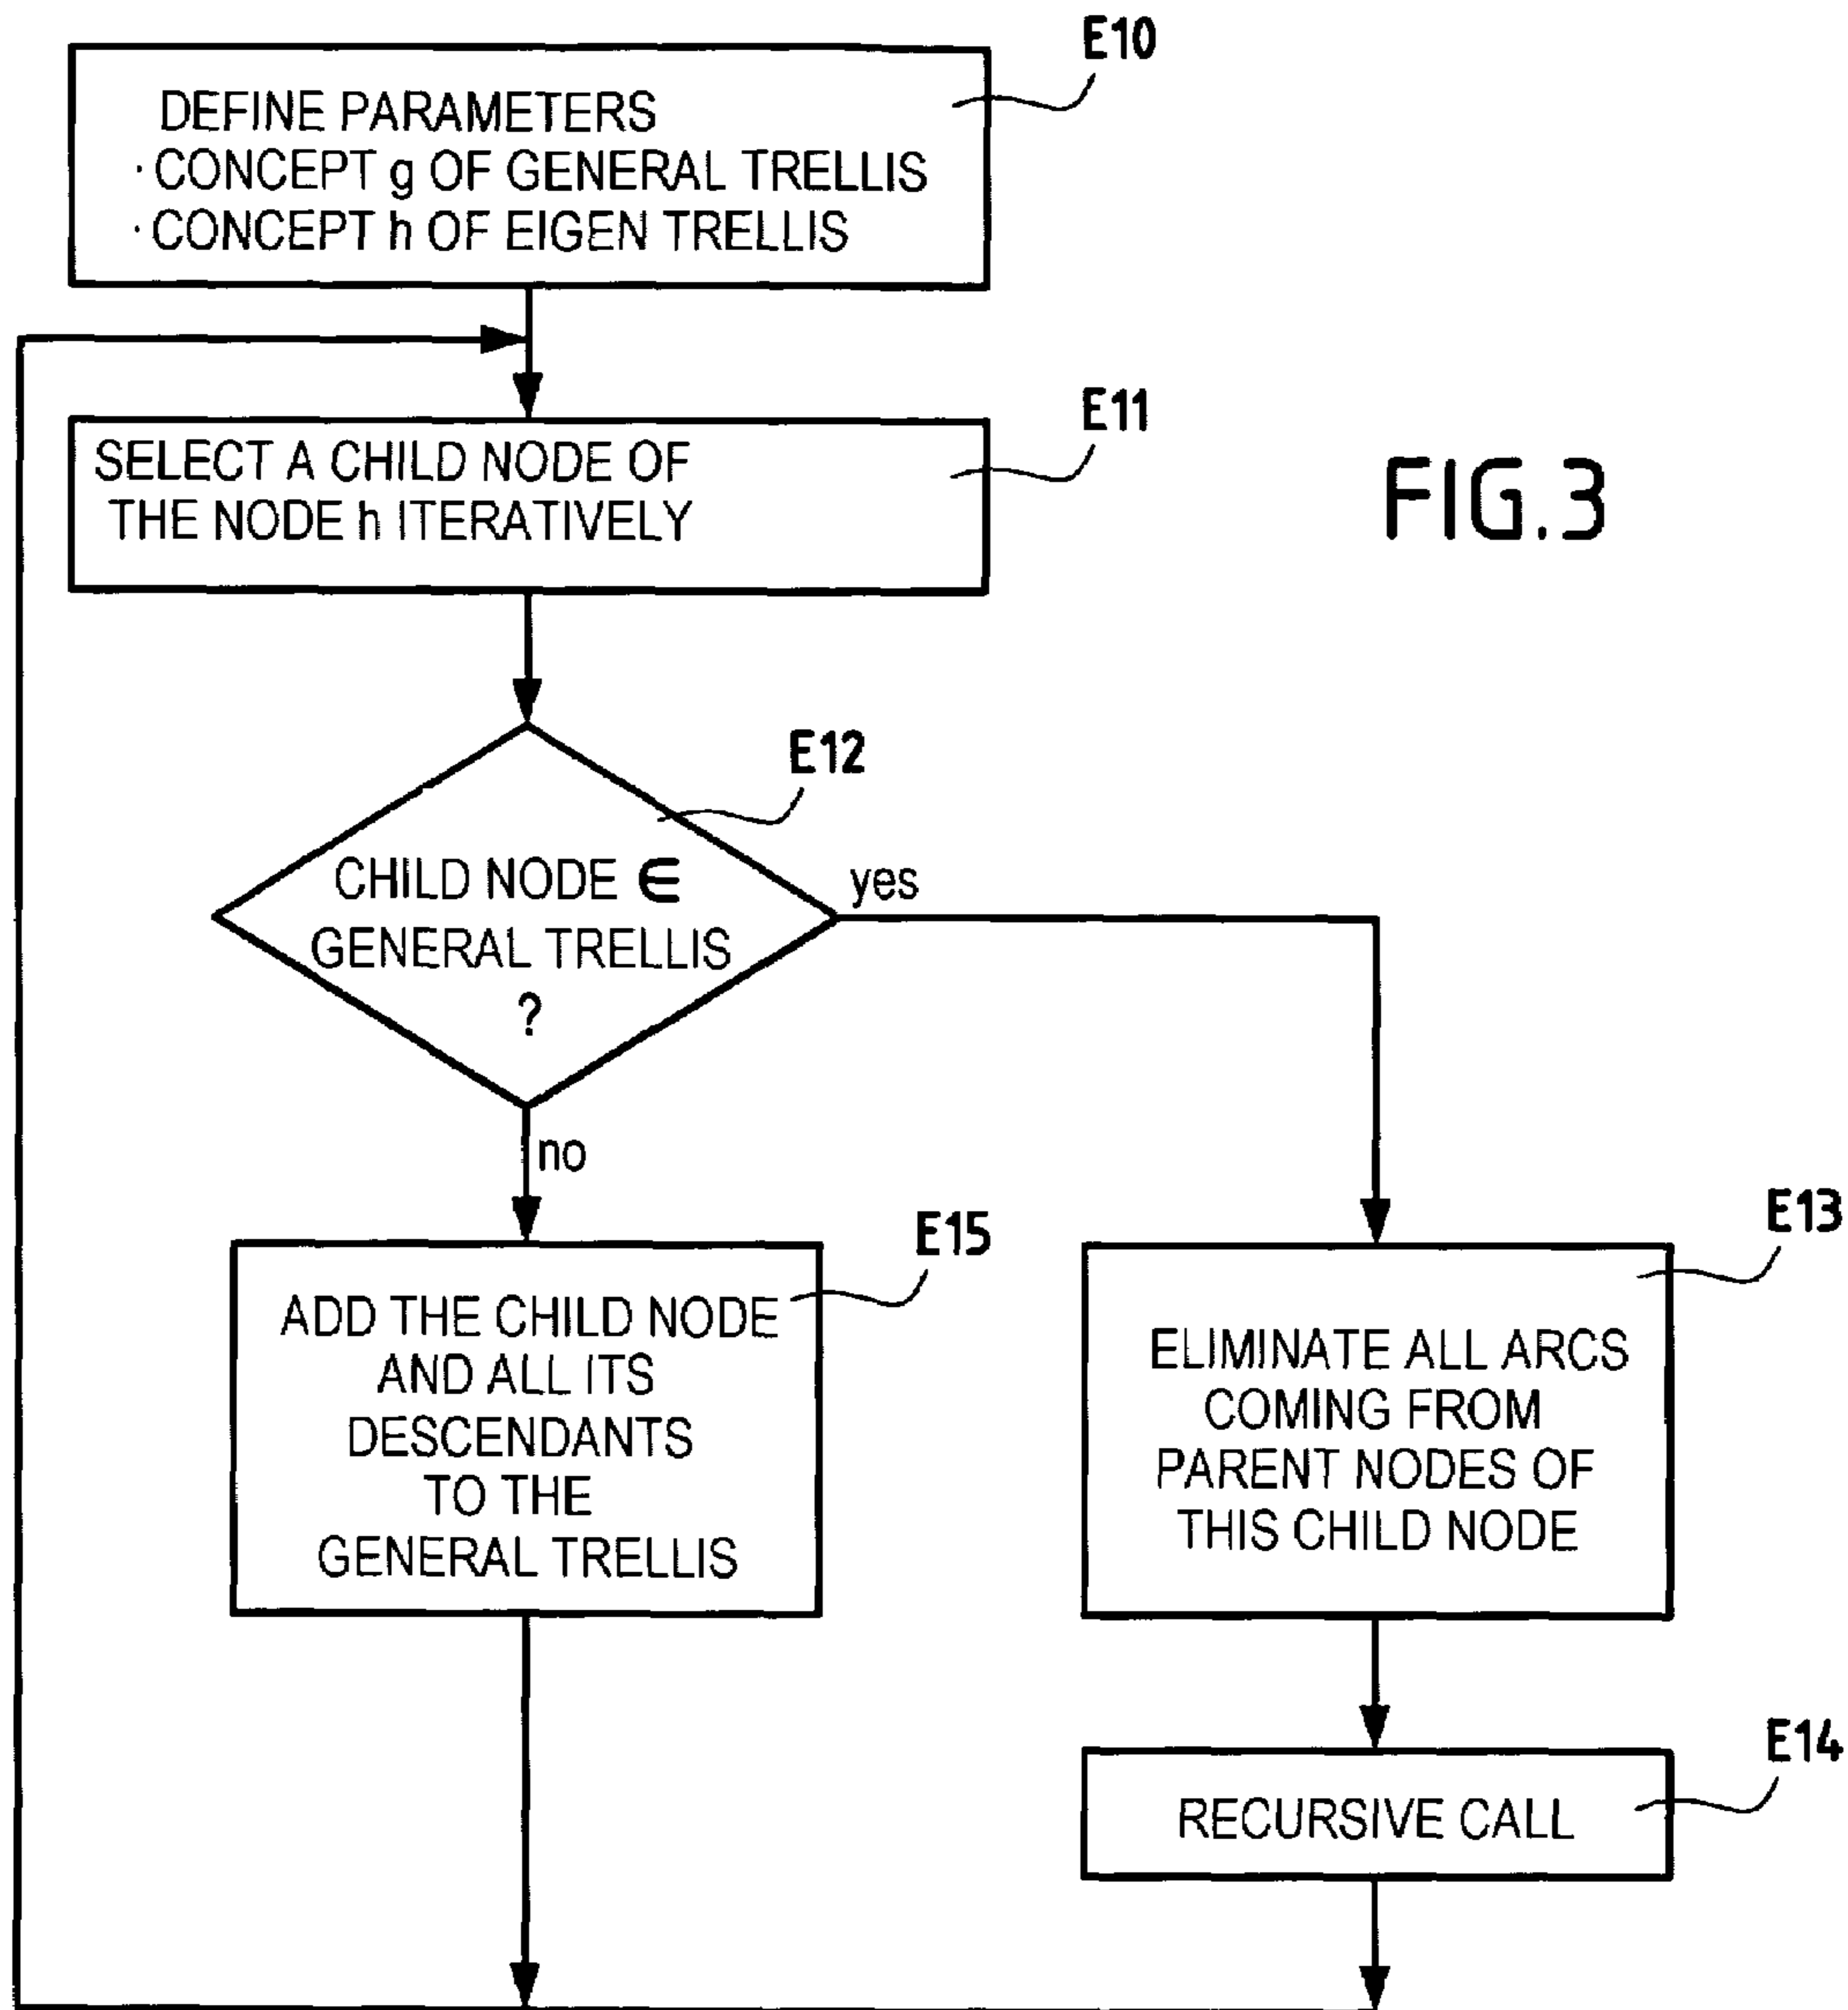 E10
DEFINE PARAMETERS
· CONCEPT g OF GENERAL TRELLIS
· CONCEPT h OF EIGEN TRELLIS
E11
SELECT A CHILD NODE OF
THE NODE h ITERATIVELY
FIG.3
E12
CHILD NODE ∈
GENERAL TRELLIS
?
yes
no
E15
ADD THE CHILD NODE
AND ALL ITS
DESCENDANTS
TO THE
GENERAL TRELLIS
E13
ELIMINATE ALL ARCS
COMING FROM
PARENT NODES OF
THIS CHILD NODE
E14
RECURSIVE CALL